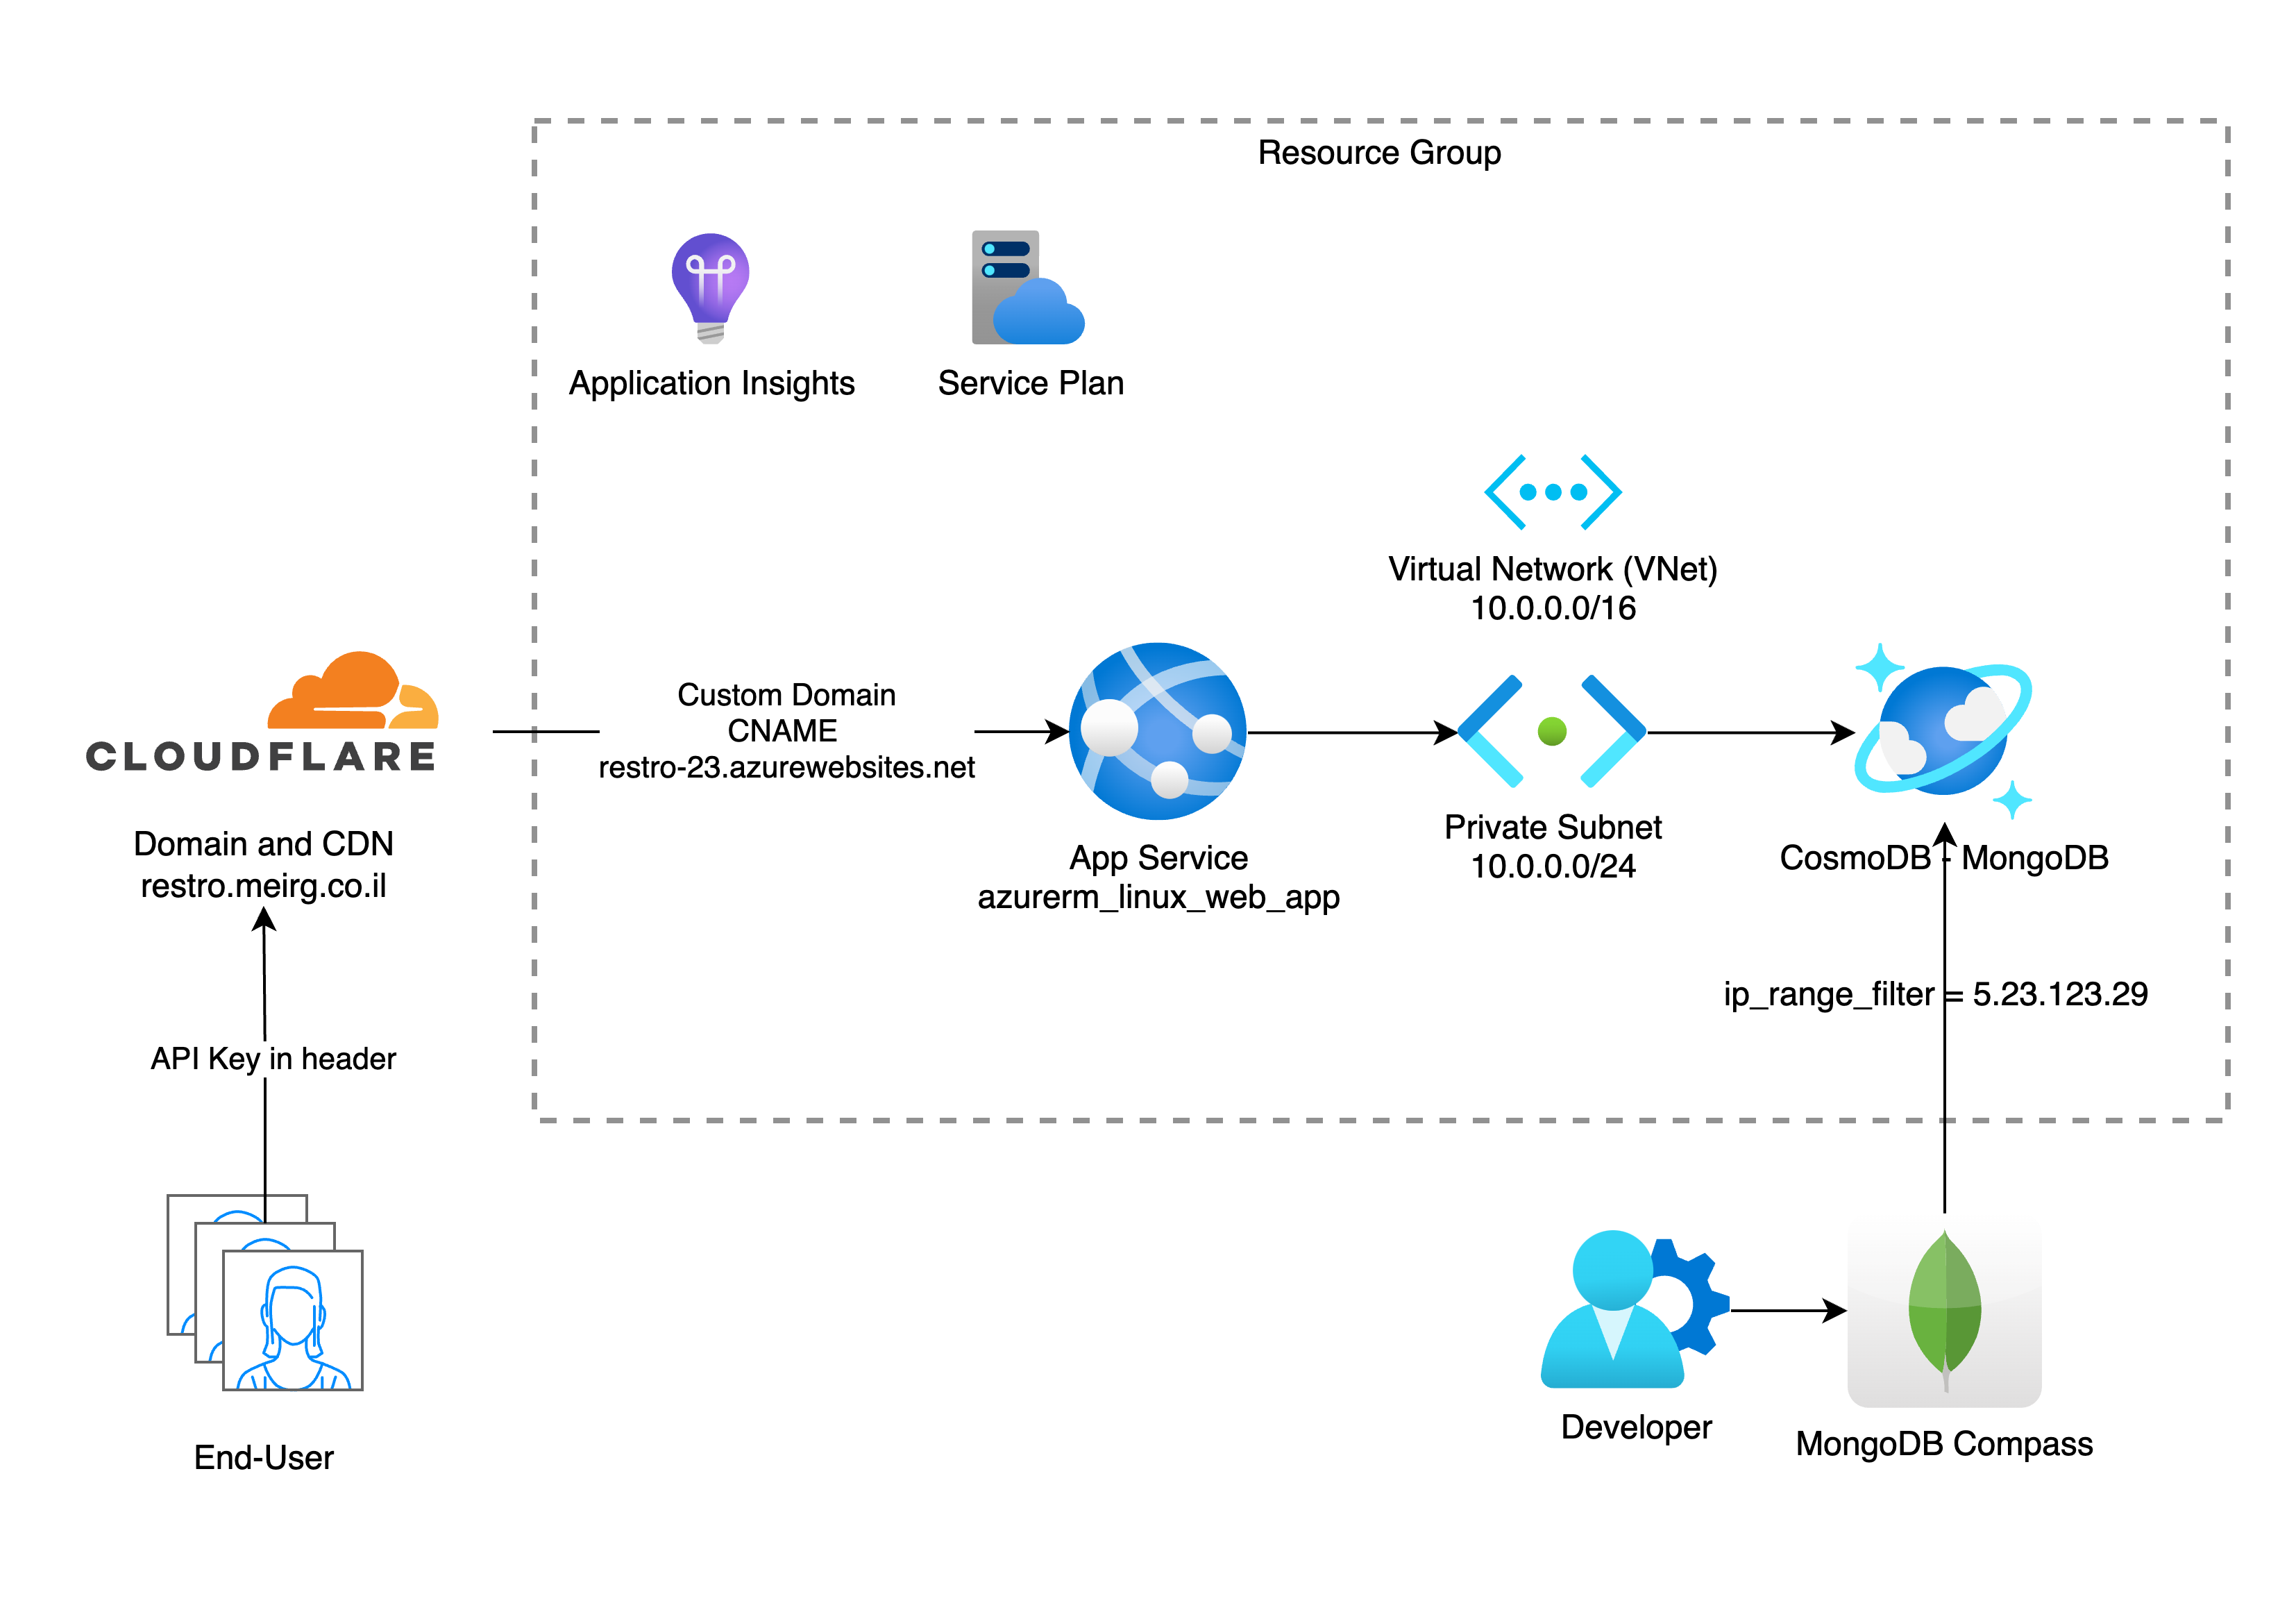 Resource Group
Application Insights
Service Plan
Virtual Network (VNet)
10.0.0.0/16
CLOUDFLARE
Domain and CDN
restro.meirg.co.il
Custom Domain
CNAME
restro-23.azurewebsites.net
App Service
azurerm_linux_web_app
Private Subnet
10.0.0.0/24
CosmoDB - MongoDB
ip_range_filter = 5.23.123.29
API Key in header
End-User
Developer
MongoDB Compass